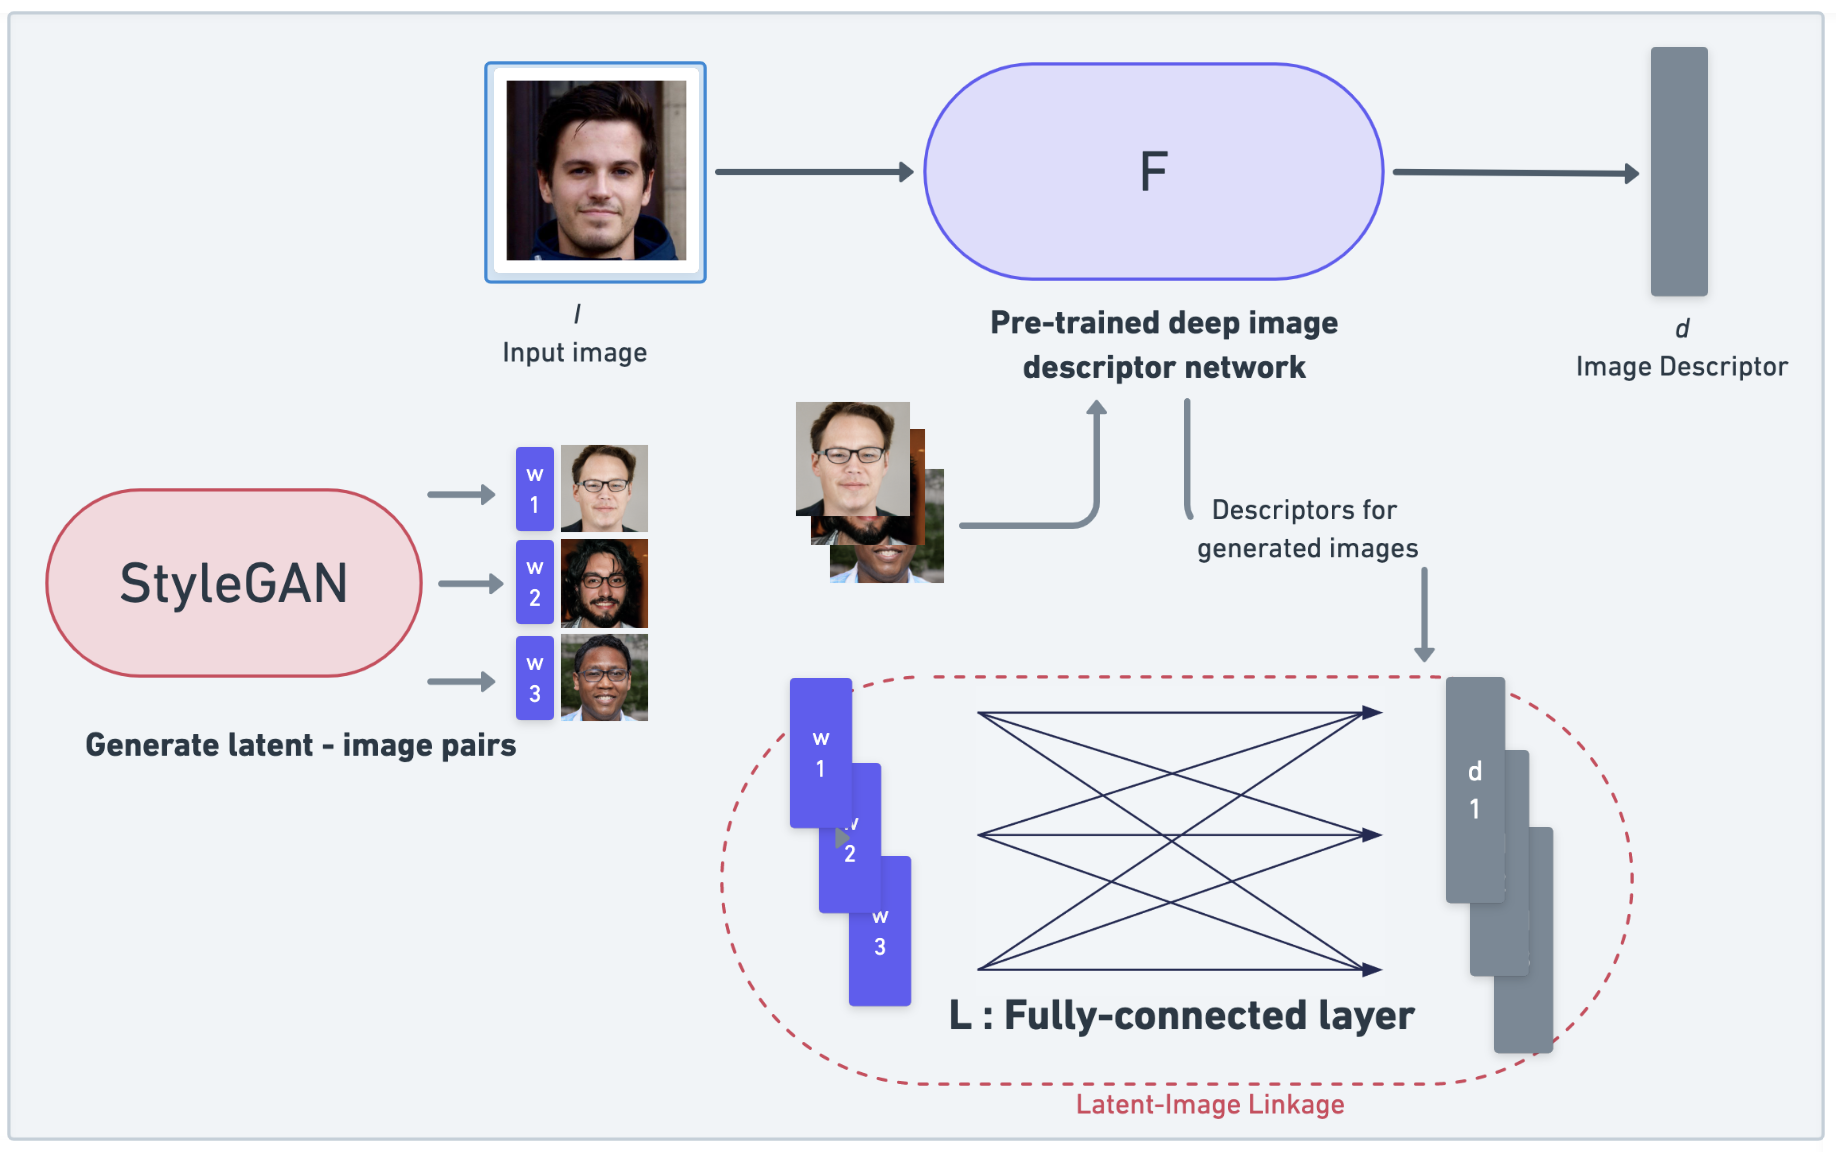 F
I
Input image
Pre-trained deep image
descriptor network
d
Image Descriptor
w
1
w
2
w
3
StyleGAN
Generate latent - image pairs
Descriptors for
generated images
w
1
w
2
w
3
d
1
L : Fully-connected layer
Latent-Image Linkage